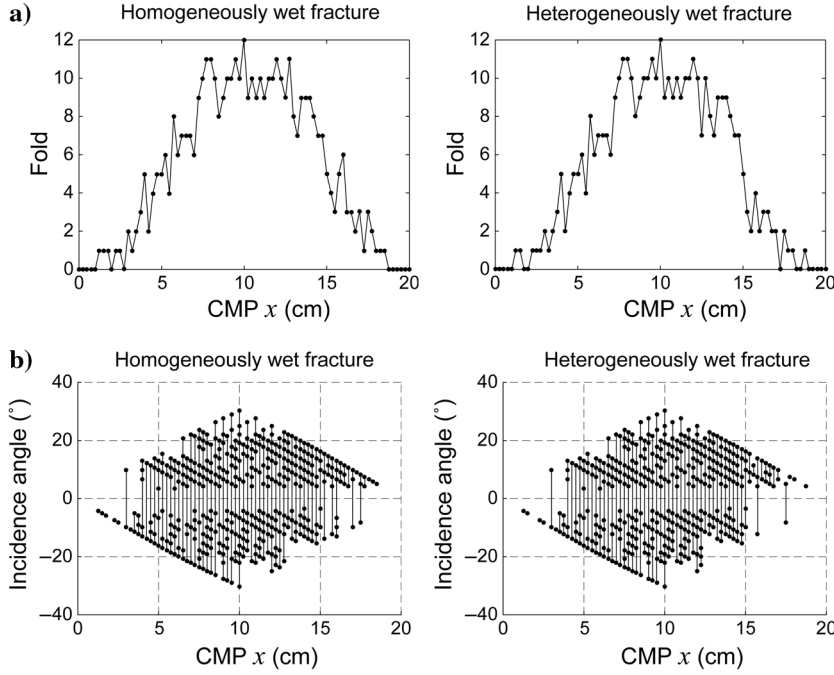 a)
Homogeneously wet fracture
Heterogeneously wet fracture
12
10
8
6
4
2
0
Fold
0 5 10 15 20
CMP x (cm)
12
10
8
6
4
2
0
Fold
0 5 10 15 20
CMP x (cm)
b)
Homogeneously wet fracture
Heterogeneously wet fracture
40
20
0
−20
−40
Incidence angle (°)
0 5 10 15 20
CMP x (cm)
40
20
0
−20
−40
Incidence angle (°)
0 5 10 15 20
CMP x (cm)